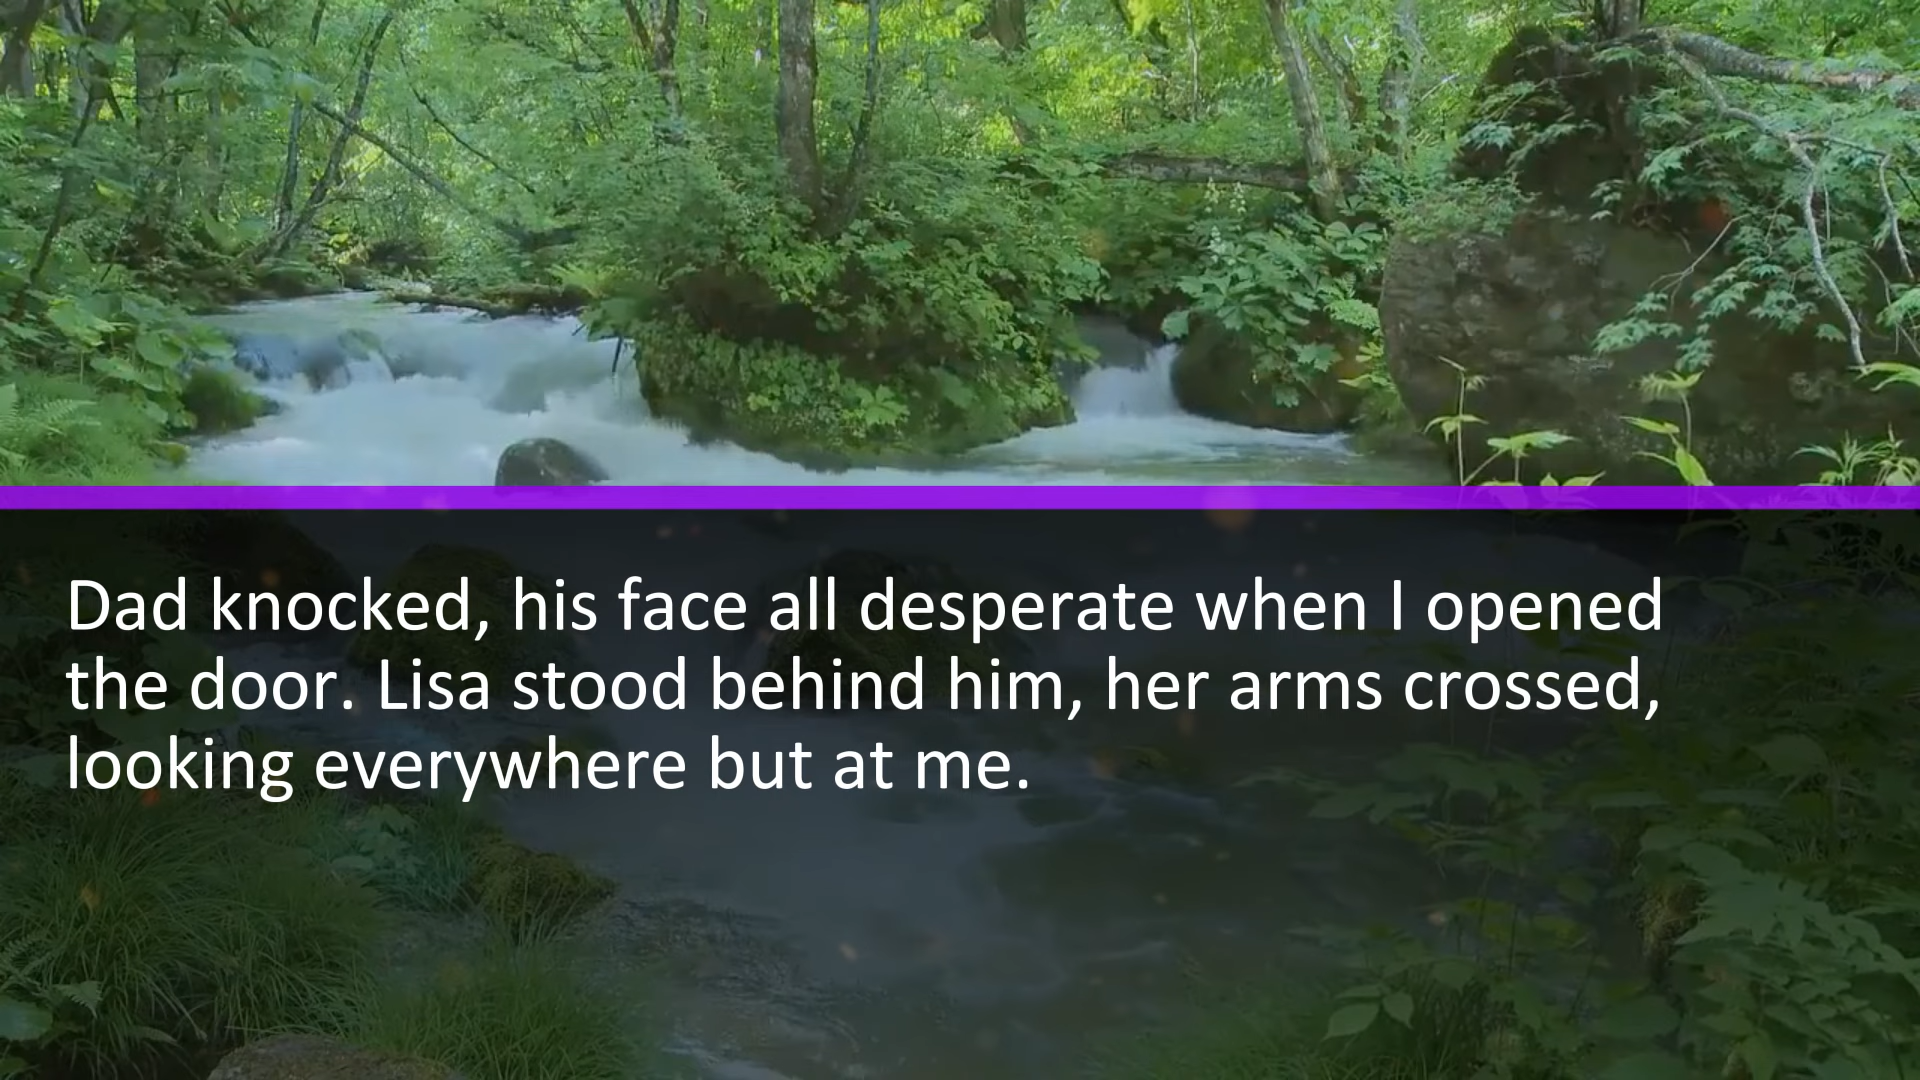 Dad knocked, his face all desperate when I opened
the door. Lisa stood behind him, her arms crossed,
looking everywhere but at me.